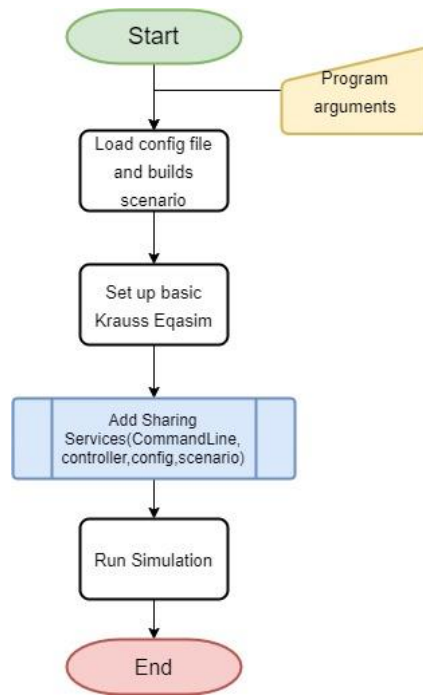 Start
Program
arguments
Load config file
and builds
scenario
Set up basic
Krauss Eqasim
Add Sharing
Services(CommandLine,
controller,config,scenario)
Run Simulation
End